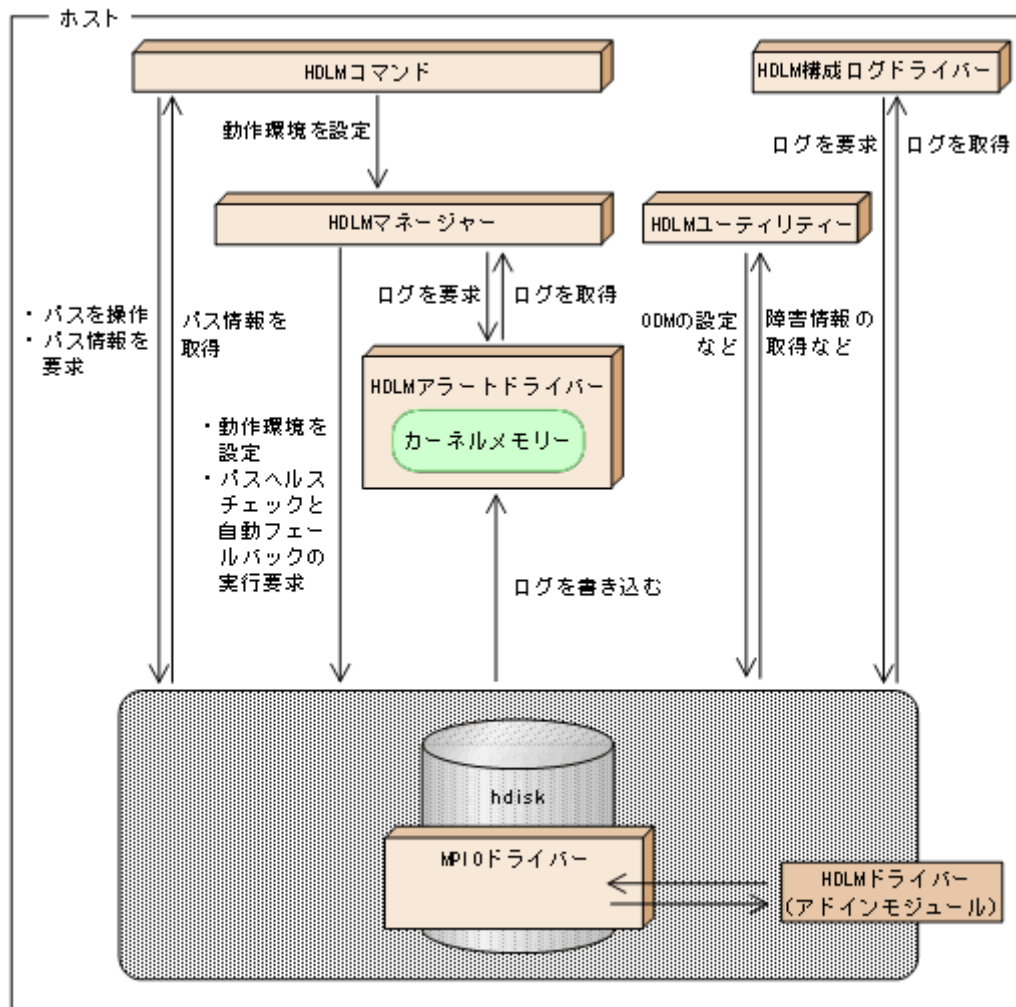 ホスト
HDLMコマンド
HDLM構成ログドライバー
動作環境を設定
ログを要求
ログを取得
HDLMマネージャー
HDLMユーティリティー
・パスを操作
・パス情報を
要求
パス情報を
取得
ログを要求
ログを取得
ODMの設定
など
障害情報の
取得など
HDLMアラートドライバー
カーネルメモリー
・動作環境を
設定
・パスヘルス
チェックと
自動フェー
ルバックの
実行要求
ログを書き込む
hdisk
MPIOドライバー
HDLMドライバー
(アドインモジュール)